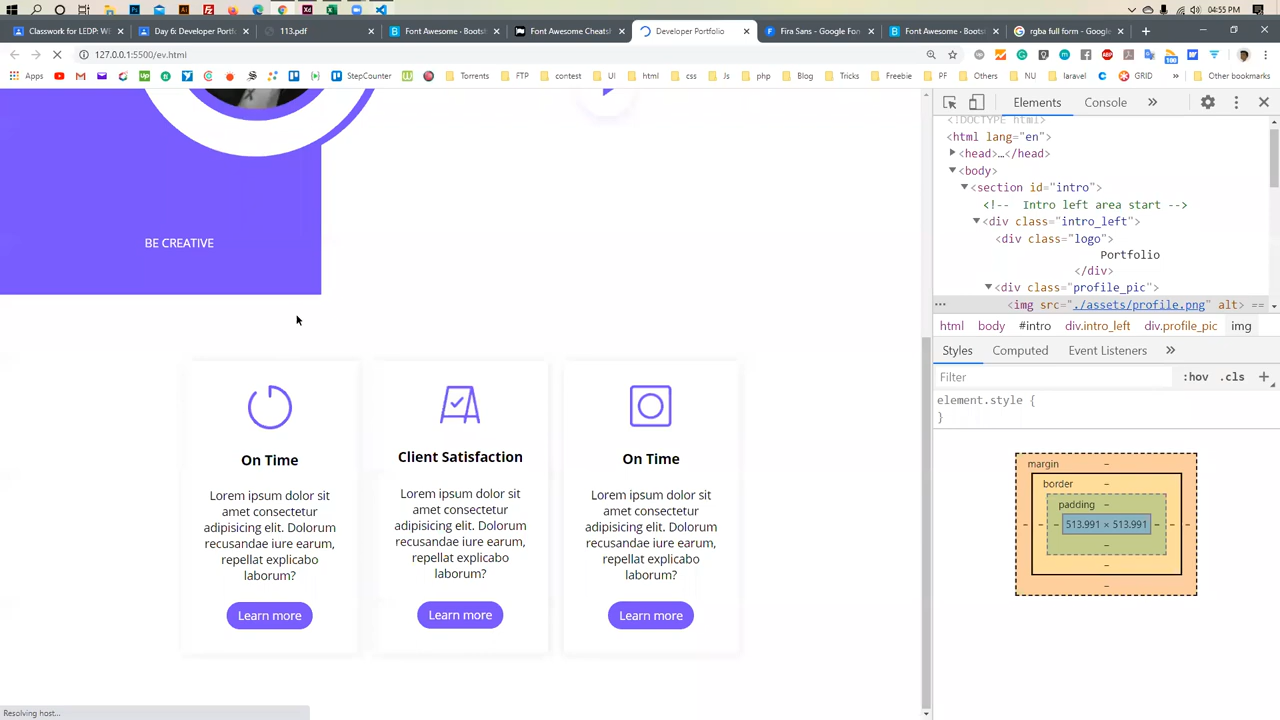 04:55 PM
Classwork for LEDP: W
Day 6: Developer Portf
113.pdf
Font Awesome - Boots
Font Awesome Cheats
Developer Portfolio
Fira Sans - Google Fon
Font Awesome - Boots
rgba full form - Google
127.0.0.1:5500/ev.html
Apps
StepCounter
Torrents
FTP
contest
UI
html
css
Js
php
Blog
Tricks
Freebie
PF
Others
NU
laravel
GRID
»
Other bookmarks
Elements
Console
»
<!DOCTYPE html>
<html lang="en">
<head>…</head>
<body>
<section id="intro">
<!-- Intro left area start -->
<div class="intro_left">
<div class="logo">
Portfolio
</div>
<div class="profile_pic">
<img src="./assets/profile.png" alt> ==
html body #intro div.intro_left div.profile_pic img
Styles
Computed
Event Listeners
»
Filter
:hov .cls +
element.style {
}
margin –
border –
padding –
– – – 513.991 × 513.991 – – –
–
–
–
BE CREATIVE
On Time
Lorem ipsum dolor sit
amet consectetur
adipisicing elit. Dolorum
recusandae iure earum,
repellat explicabo
laborum?
Learn more
Client Satisfaction
Lorem ipsum dolor sit
amet consectetur
adipisicing elit. Dolorum
recusandae iure earum,
repellat explicabo
laborum?
Learn more
On Time
Lorem ipsum dolor sit
amet consectetur
adipisicing elit. Dolorum
recusandae iure earum,
repellat explicabo
laborum?
Learn more
Resolving host...